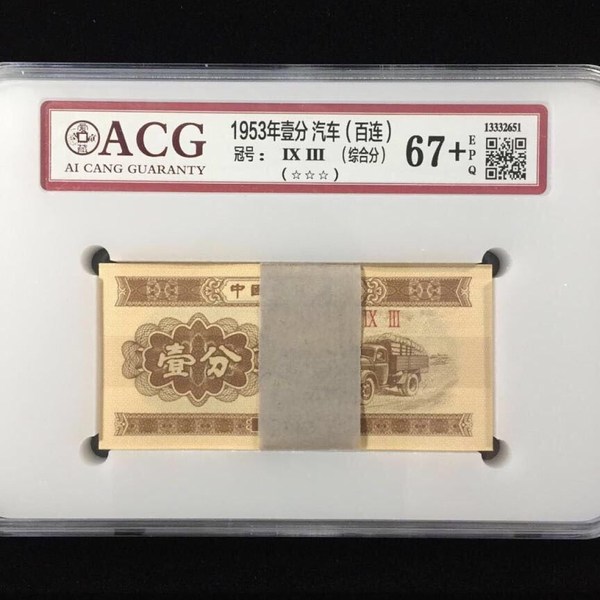 ACG
AI CANG GUARANTY
1953年壹分 汽车（百连）
冠号： IX III （综合分）
（☆☆☆）
67+
EPQ
13332651
中國
IX III
壹分